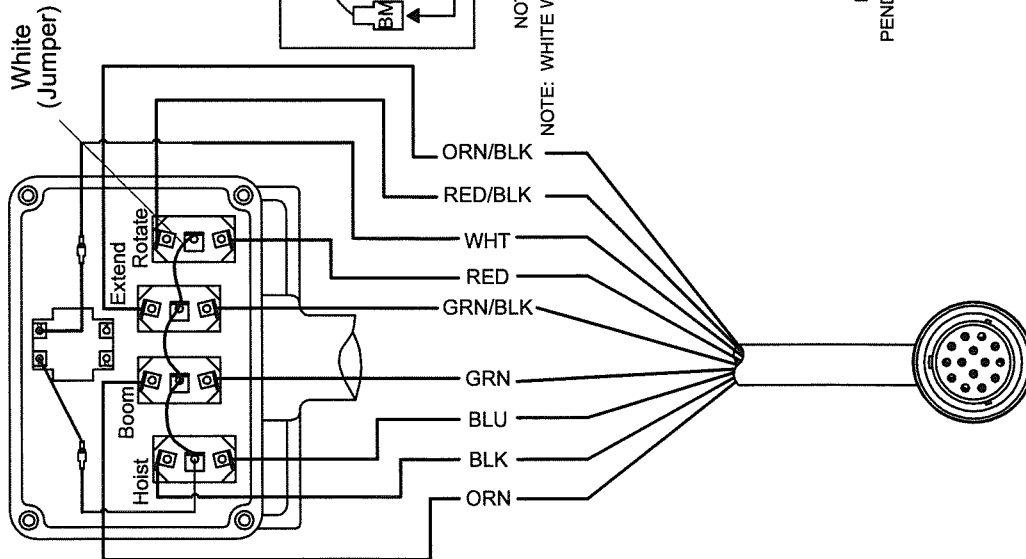 White
(Jumper)
BM
NOT
NOTE: WHITE W
PEND
Rotate
Extend
Boom
Hoist
ORN/BLK
RED/BLK
WHT
RED
GRN/BLK
GRN
BLU
BLK
ORN